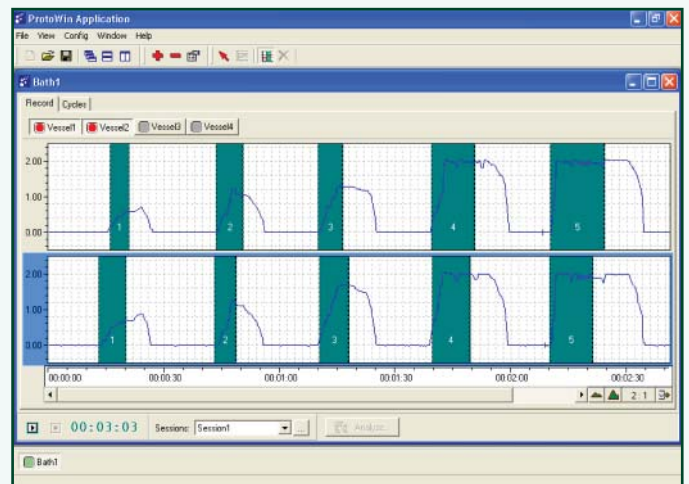 ProtoWin Application
File View Config Window Help
Bath1
Record Cycles
Vessel1 Vessel2 Vessel3 Vessel4
2.00
1.00
0.00
1 2 3 4 5
2.00
1.00
0.00
1 2 3 4 5
00:00:00 00:00:30 00:01:00 00:01:30 00:02:00 00:02:30
2:1
00:03:03 Sessions: Session1 ... Analyze...
Bath1